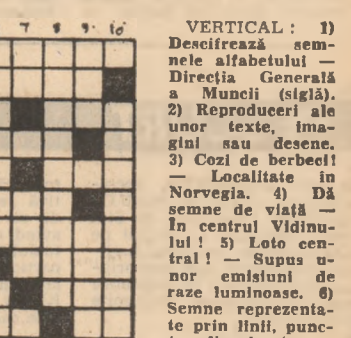 7 8 9 10
VERTICAL : 1)
Descifrează sem-
nele alfabetului —
Direcția Generală
a Muncii (siglă).
2) Reproduceri ale
unor texte, ima-
gini sau desene.
3) Cozi de berbeci!
— Localitate în
Norvegia. 4) Dă
semne de viață —
În centrul Vidinu-
lui ! 5) Loto cen-
tral ! — Supus u-
nor emisiuni de
raze luminoase. 6)
Semne reprezenta-
te prin linii, punc-